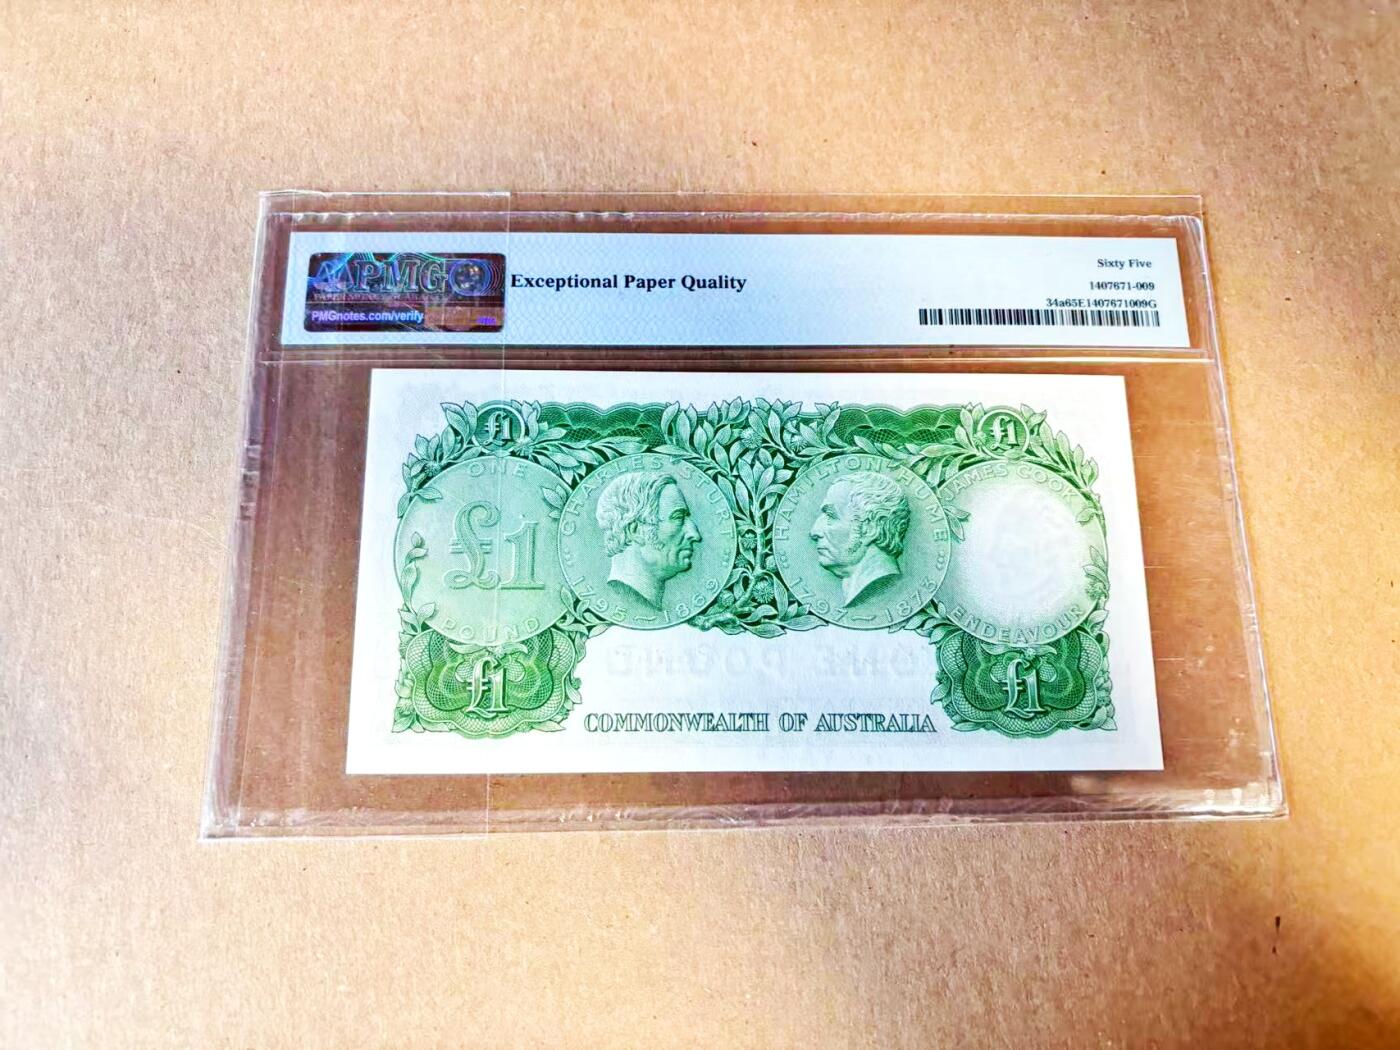 PMG
PMGnotes.com/verify
Exceptional Paper Quality
Sixty Five
1407671-009
34a65E1407671009G
£1
£1
ONE
£1
POUND
CHARLES STURT
1795~1869
HAMILTON HUME
1797~1873
JAMES COOK
ENDEAVOUR
£1
£1
COMMONWEALTH OF AUSTRALIA